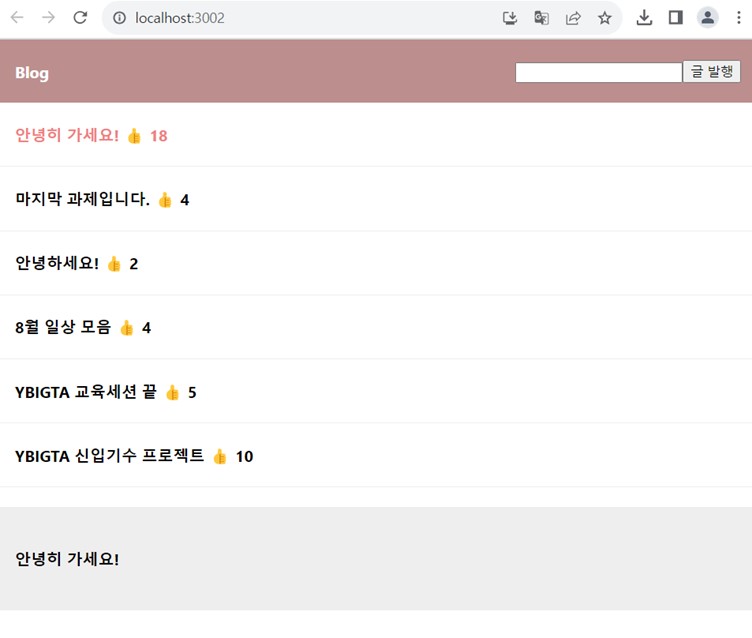 localhost:3002
Blog 글 발행
안녕히 가세요! 👍 18
마지막 과제입니다. 👍 4
안녕하세요! 👍 2
8월 일상 모음 👍 4
YBIGTA 교육세션 끝 👍 5
YBIGTA 신입기수 프로젝트 👍 10
안녕히 가세요!